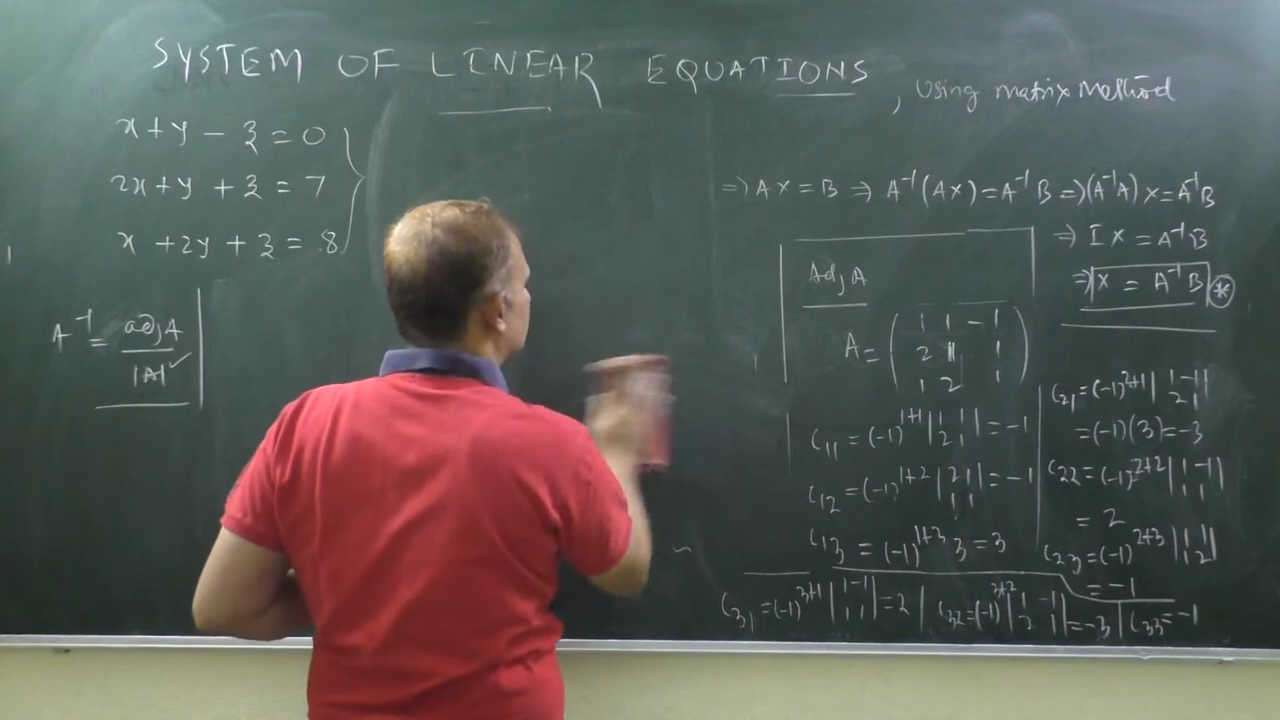 SYSTEM OF LINEAR EQUATIONS, Using matrix Method
x + y − z = 0
2x + y + z = 7
x + 2y + z = 8
A⁻¹ = adjA / |A| ✓
⇒ AX = B ⇒ A⁻¹(AX) = A⁻¹B ⇒ (A⁻¹A)X = A⁻¹B
⇒ IX = A⁻¹B
⇒ X = A⁻¹B *
AdjA
A = ( 1 1 −1
2 1 1
1 2 1 )
C11 = (-1)^1+1 |1 1; 2 1| = -1
C12 = (-1)^1+2 |2 1; 1 1| = -1
C13 = (-1)^1+3 3 = 3
C21 = (-1)^2+1 |1 -1; 2 1|
= (-1)(3) = -3
C22 = (-1)^2+2 |1 -1; 1 1|
= 2
C23 = (-1)^2+3 |1 1; 1 2|
= -1
C31 = (-1)^3+1 |1 -1; 1 1| = 2 | C32 = (-1)^3+2 |1 -1; 2 1| = -3 | C33 = -1